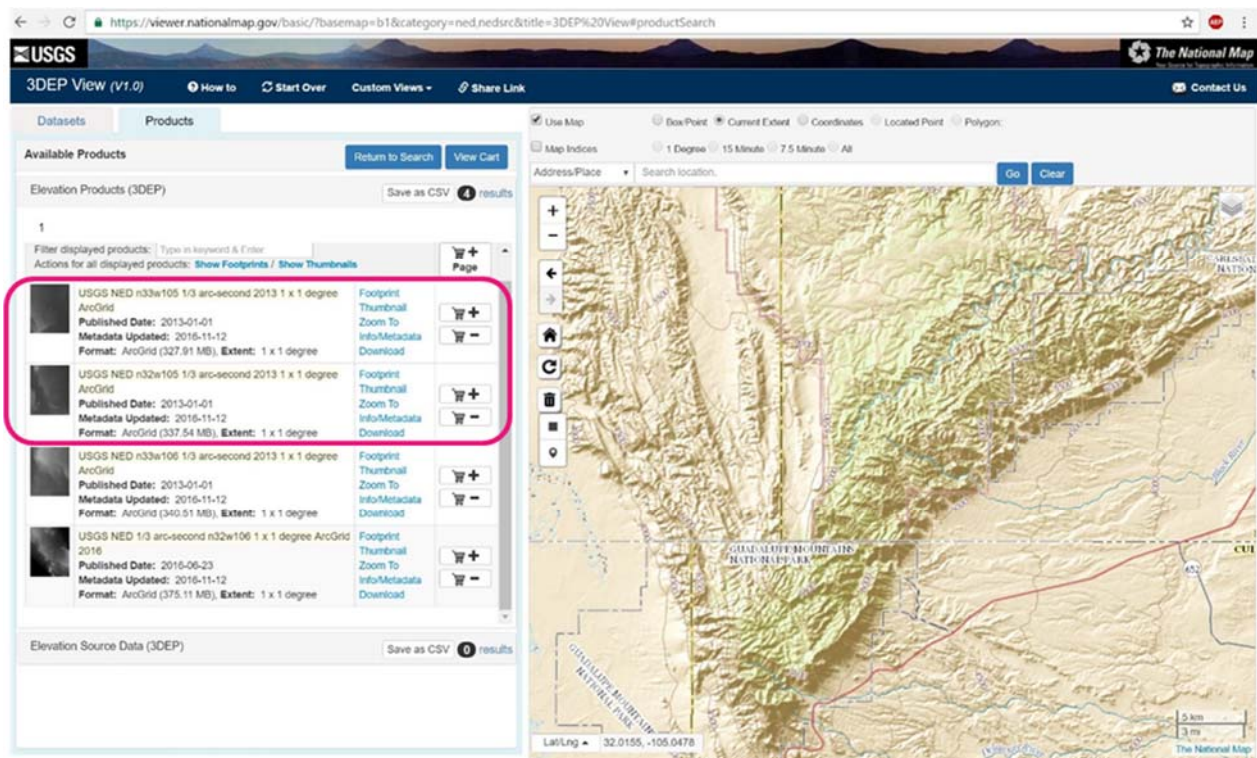 https://viewer.nationalmap.gov/basic/?basemap=b1&category=ned.nedsrc&title=3DEP%20View#productSearch
ABP
USGS
The National Map
3DEP View (V1.0)
How to
Start Over
Custom Views
Share Link
Contact Us
Datasets
Products
Available Products
Return to Search
View Cart
Elevation Products (3DEP)
Save as CSV
4 results
1
Filter displayed products: Type in keyword & Enter
Actions for all displayed products: Show Footprints / Show Thumbnails
Page
USGS NED n33w105 1/3 arc-second 2013 1 x 1 degree
ArcGrid
Published Date: 2013-01-01
Metadata Updated: 2016-11-12
Format: ArcGrid (327.91 MB), Extent: 1 x 1 degree
Footprint
Thumbnail
Zoom To
Info/Metadata
Download
USGS NED n32w105 1/3 arc-second 2013 1 x 1 degree
ArcGrid
Published Date: 2013-01-01
Metadata Updated: 2016-11-12
Format: ArcGrid (337.54 MB), Extent: 1 x 1 degree
Footprint
Thumbnail
Zoom To
Info/Metadata
Download
USGS NED n33w106 1/3 arc-second 2013 1 x 1 degree
ArcGrid
Published Date: 2013-01-01
Metadata Updated: 2016-11-12
Format: ArcGrid (340.51 MB), Extent: 1 x 1 degree
Footprint
Thumbnail
Zoom To
Info/Metadata
Download
USGS NED 1/3 arc-second n32w106 1 x 1 degree ArcGrid
2016
Published Date: 2016-06-23
Metadata Updated: 2016-11-12
Format: ArcGrid (375.11 MB), Extent: 1 x 1 degree
Footprint
Thumbnail
Zoom To
Info/Metadata
Download
Elevation Source Data (3DEP)
Save as CSV
0 results
Use Map
Box/Point
Current Extent
Coordinates
Located Point
Polygon:
Map Indices
1 Degree
15 Minute
7.5 Minute
All
Address/Place
Search location.
Go
Clear
GUADALUPE MOUNTAINS
NATIONAL PARK
GUADALUPE MOUNTAINS
NATIONAL PARK
Black River
652
CUL
5 km
3 mi
Lat/Lng
32.0155, -105.0478
The National Map